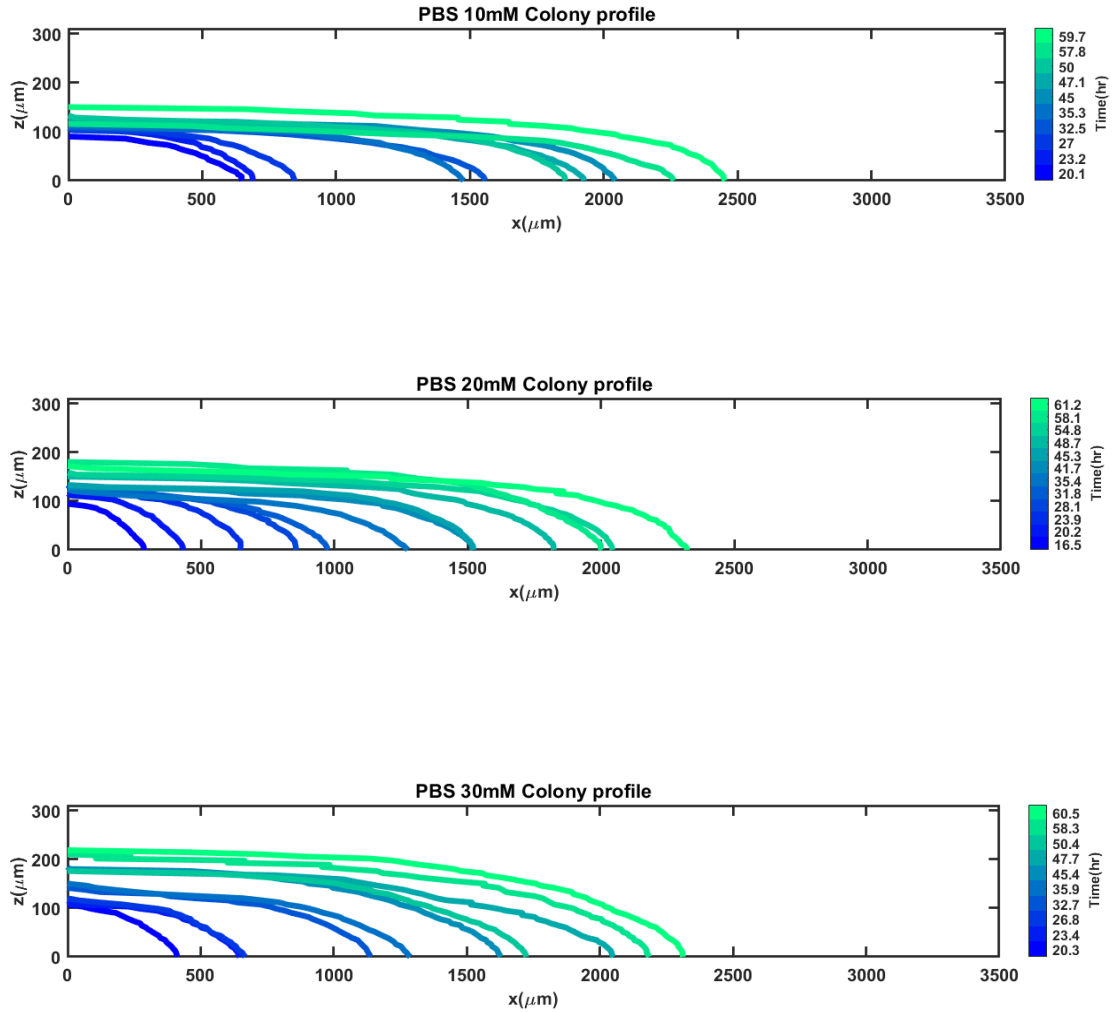 PBS 10mM Colony profile
300
200
100
0
z(μm)
0 500 1000 1500 2000 2500 3000 3500
x(μm)
59.7
57.8
50
47.1
45
35.3
32.5
27
23.2
20.1
Time(hr)
PBS 20mM Colony profile
300
200
100
0
z(μm)
0 500 1000 1500 2000 2500 3000 3500
x(μm)
61.2
58.1
54.8
48.7
45.3
41.7
35.4
31.8
28.1
23.9
20.2
16.5
Time(hr)
PBS 30mM Colony profile
300
200
100
0
z(μm)
0 500 1000 1500 2000 2500 3000 3500
x(μm)
60.5
58.3
50.4
47.7
45.4
35.9
32.7
26.8
23.4
20.3
Time(hr)